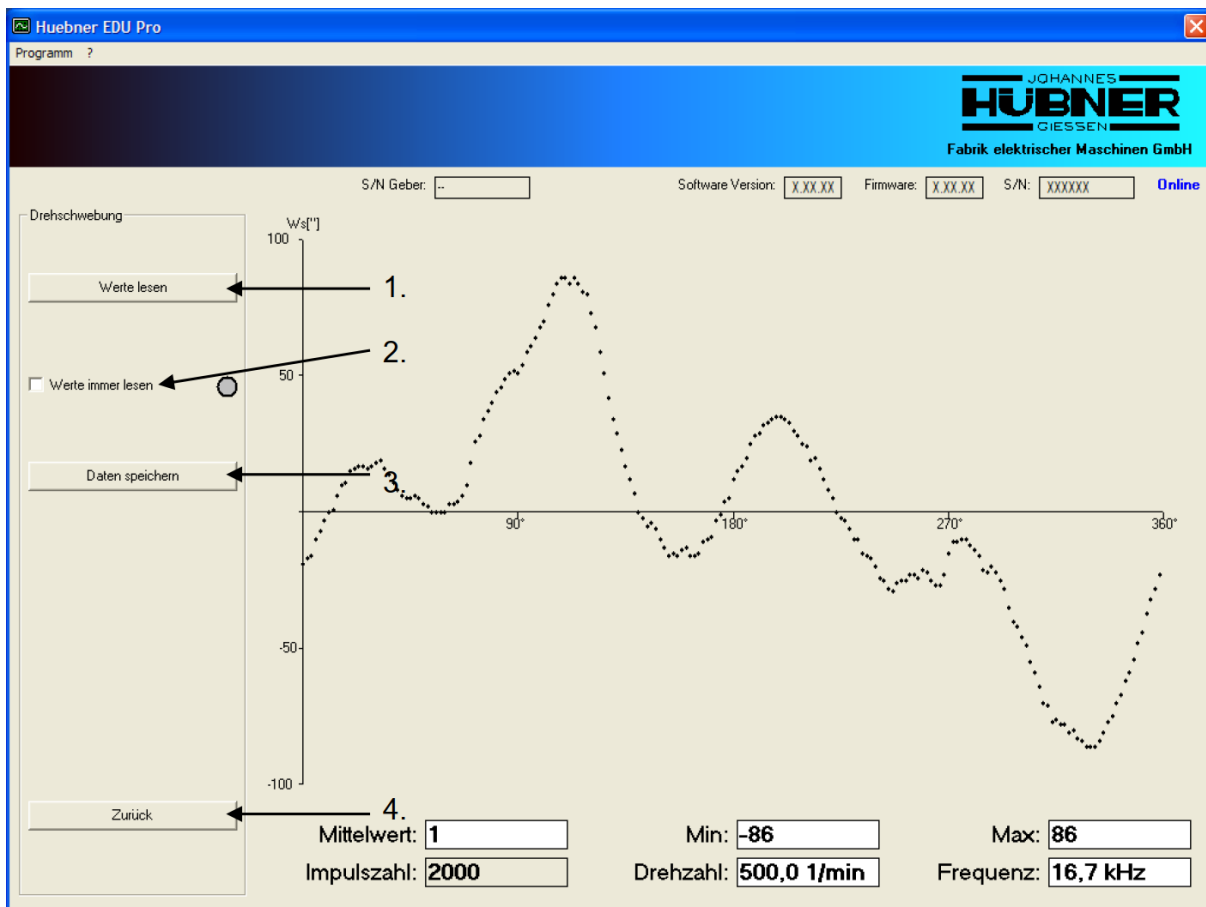 Huebner EDU Pro
Programm ?
JOHANNES
HÜBNER
GIESSEN
Fabrik elektrischer Maschinen GmbH
S/N Geber: -- Software Version: X.XX.XX Firmware: X.XX.XX S/N: XXXXXX Online
Drehschwebung
Ws["]
100
Werte lesen
1.
2.
50
Werte immer lesen
Daten speichern
3.
90° 180° 270° 360°
-50
-100
Zurück
4.
Mittelwert: 1 Min: -86 Max: 86
Impulszahl: 2000 Drehzahl: 500,0 1/min Frequenz: 16,7 kHz